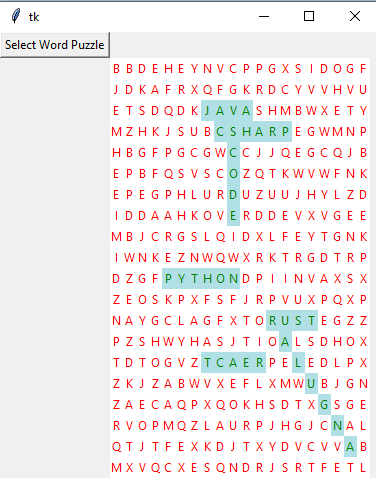 tk
Select Word Puzzle
B B D E H E Y N V C P P G X S I D O G F
J D K A F R X Q F G K R D C Y V V H V U
E T S D Q D K J A V A S H M B W X E T Y
M Z H K J S U B C S H A R P E G W M N P
H B G F P G C G W C C J J Q E G C Q J B
E P B F Q S V S C O Z Q T K W V W F N K
E P E G P H L U R D U Z U U J H Y L Z D
I D D A A H K O V E R D D E V X V G E E
M B J C R G S L Q I D X L F E Y T G N K
I W N K E Z N W Q W X R K T R G D T R P
D Z G F P Y T H O N D P I I N V A X S X
Z E O S K P X F S F J R P V U X P Q X P
N A Y G C L A G F X T O R U S T E G Z Z
P Z S H W Y H A S J T I O A L S D H O X
T D T O G V Z T C A E R P E L E D L P X
Z K J Z A B W V X E F L X M W U B J G N
Z A E C A Q P X Q O K H S D T X G S G E
R V O P M Q Z L A U R P J H G J C N A L
Q T J T F E X K D J T X Y D V C V V A B
M X V Q C X E S Q N D R J S R T F E T L